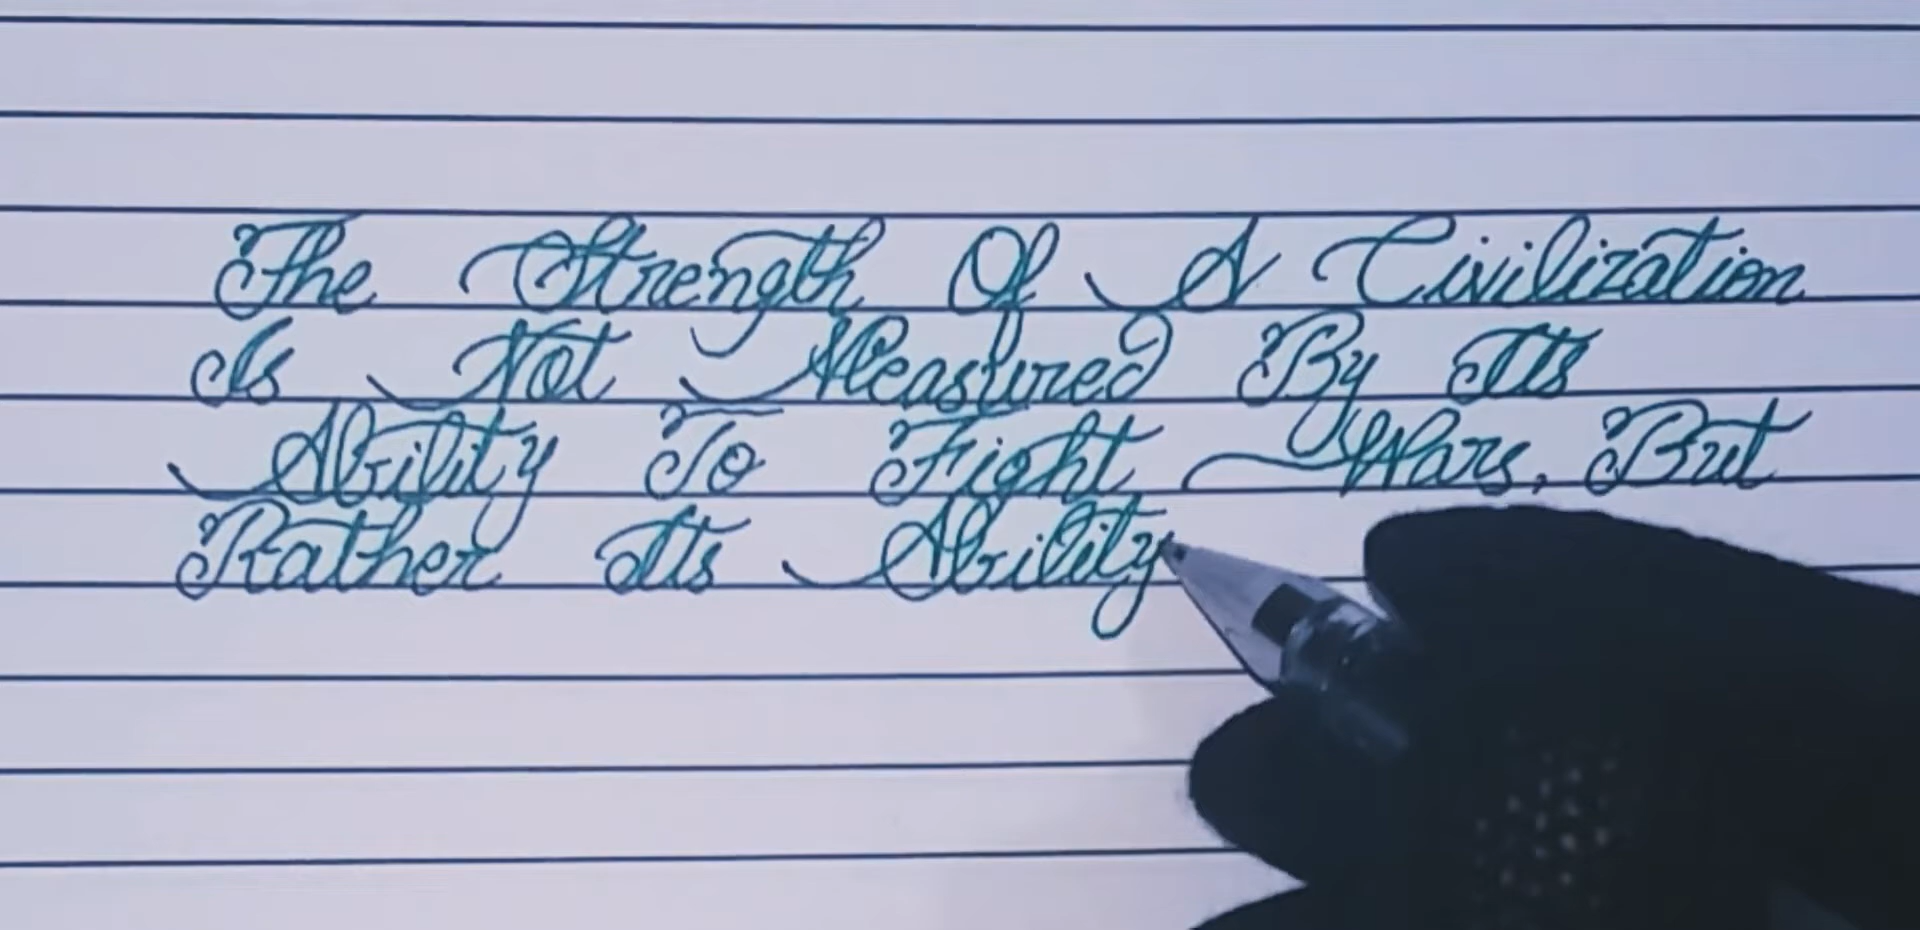 The Strength Of A Civilization
Is Not Measured By Its
Ability To Fight Wars, But
Rather Its Ability